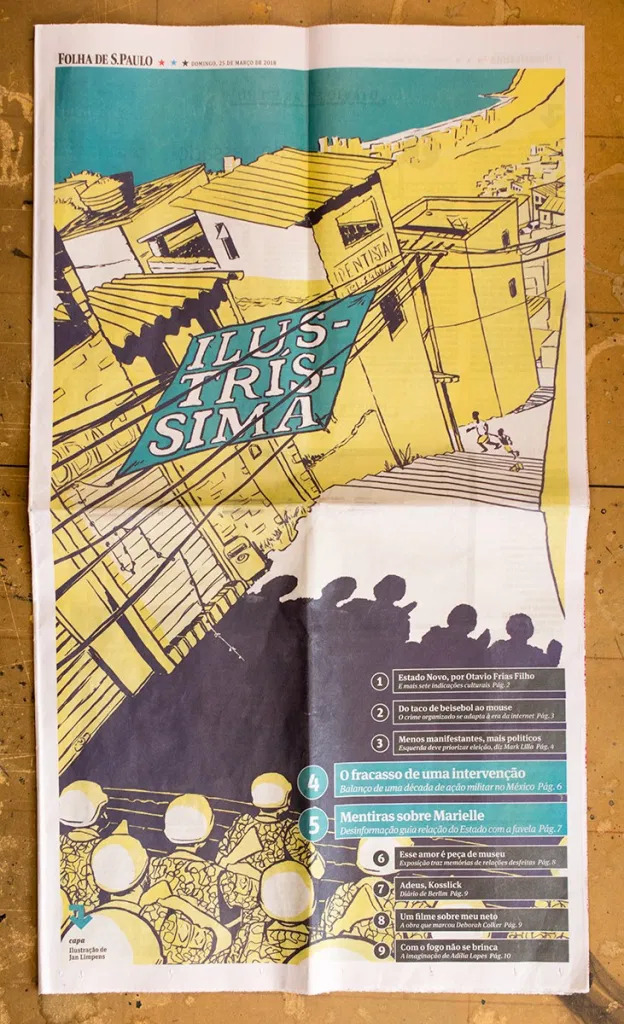 FOLHA DE S.PAULO ★ ★ ★ DOMINGO, 25 DE MARÇO DE 2018
DENTISTA
ILUS-
TRÍS-
SIMA
1 Estado Novo, por Otavio Frias Filho
E mais sete indicações culturais Pág. 2
2 Do taco de beisebol ao mouse
O crime organizado se adapta à era da internet Pág. 3
3 Menos manifestantes, mais políticos
Esquerda deve priorizar eleição, diz Mark Lilla Pág. 4
4 O fracasso de uma intervenção
Balanço de uma década de ação militar no México Pág. 6
5 Mentiras sobre Marielle
Desinformação guia relação do Estado com a favela Pág. 7
6 Esse amor é peça de museu
Exposição traz memórias de relações desfeitas Pág. 8
7 Adeus, Kosslick
Diário de Berlim Pág. 9
8 Um filme sobre meu neto
A obra que marcou Deborah Colker Pág. 9
9 Com o fogo não se brinca
A imaginação de Adília Lopes Pág. 10
capa
Ilustração de
Jan Limpens